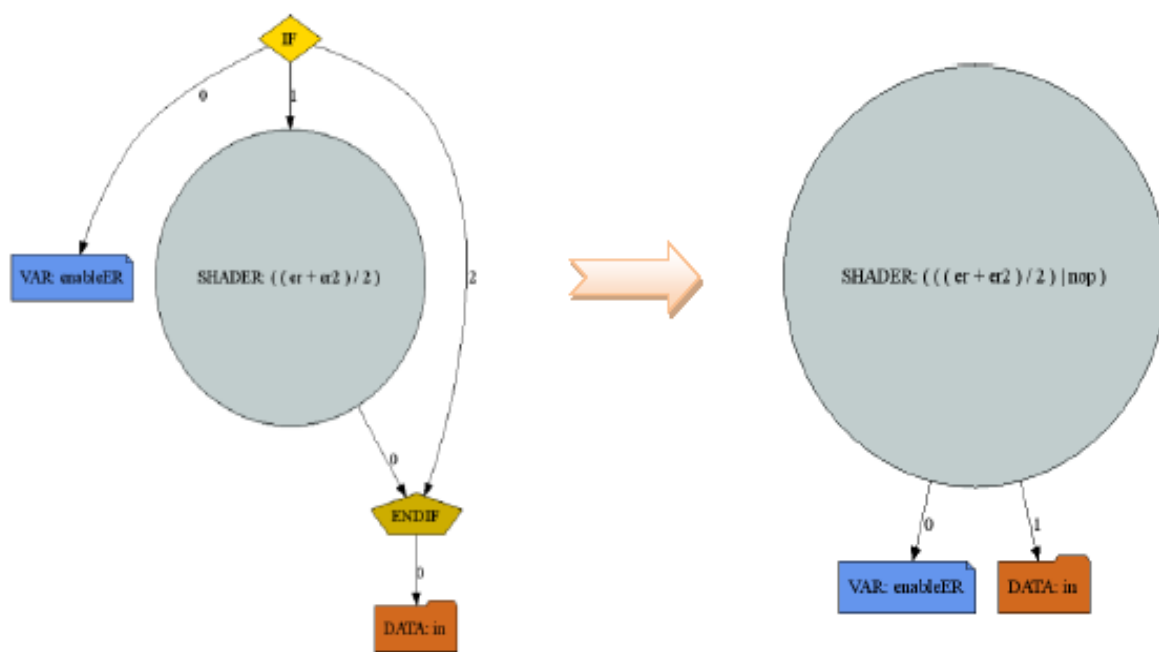 IF
0
1
VAR: enableER
SHADER: ( ( er + er2 ) / 2 )
2
SHADER: ( ( ( er + er2 ) / 2 ) | nop )
0
ENDIF
0
1
0
VAR: enableER
DATA: in
DATA: in